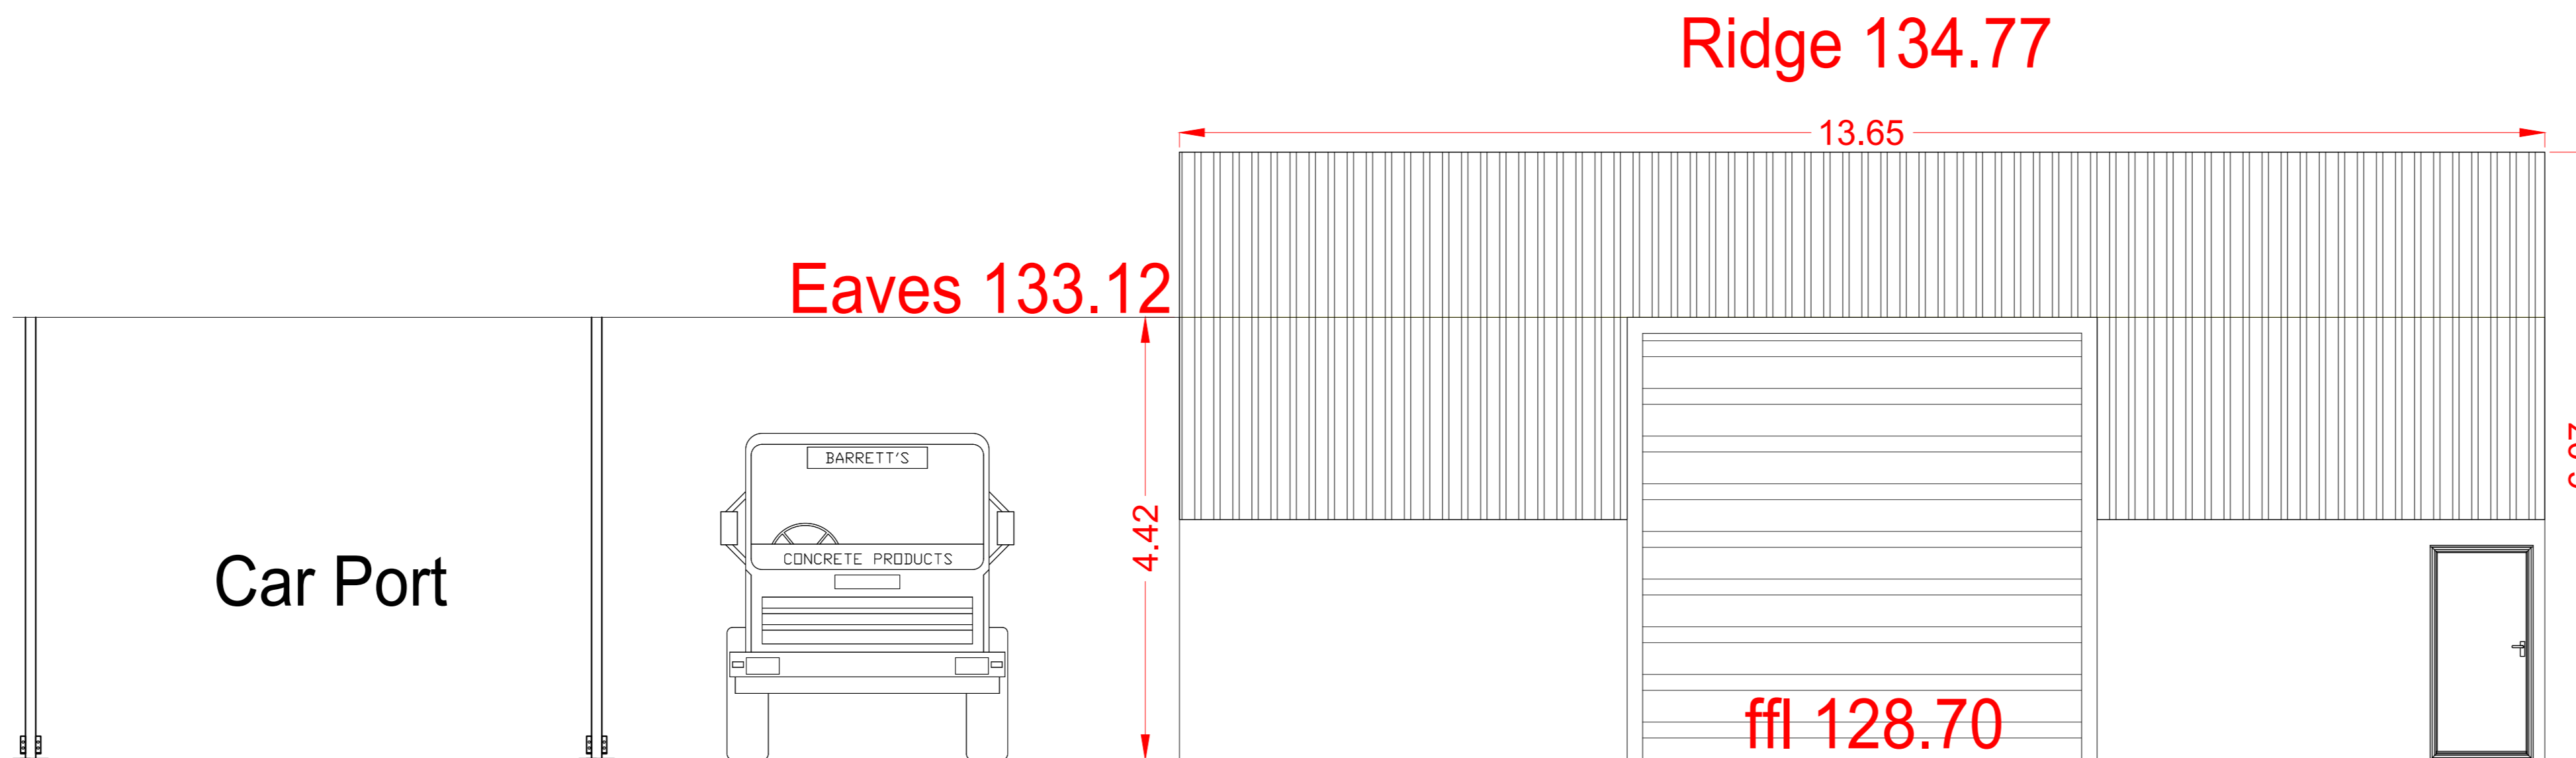 Ridge 134.77
13.65
Eaves 133.12
BARRETT'S
CONCRETE PRODUCTS
4.42
Car Port
ffl 128.70